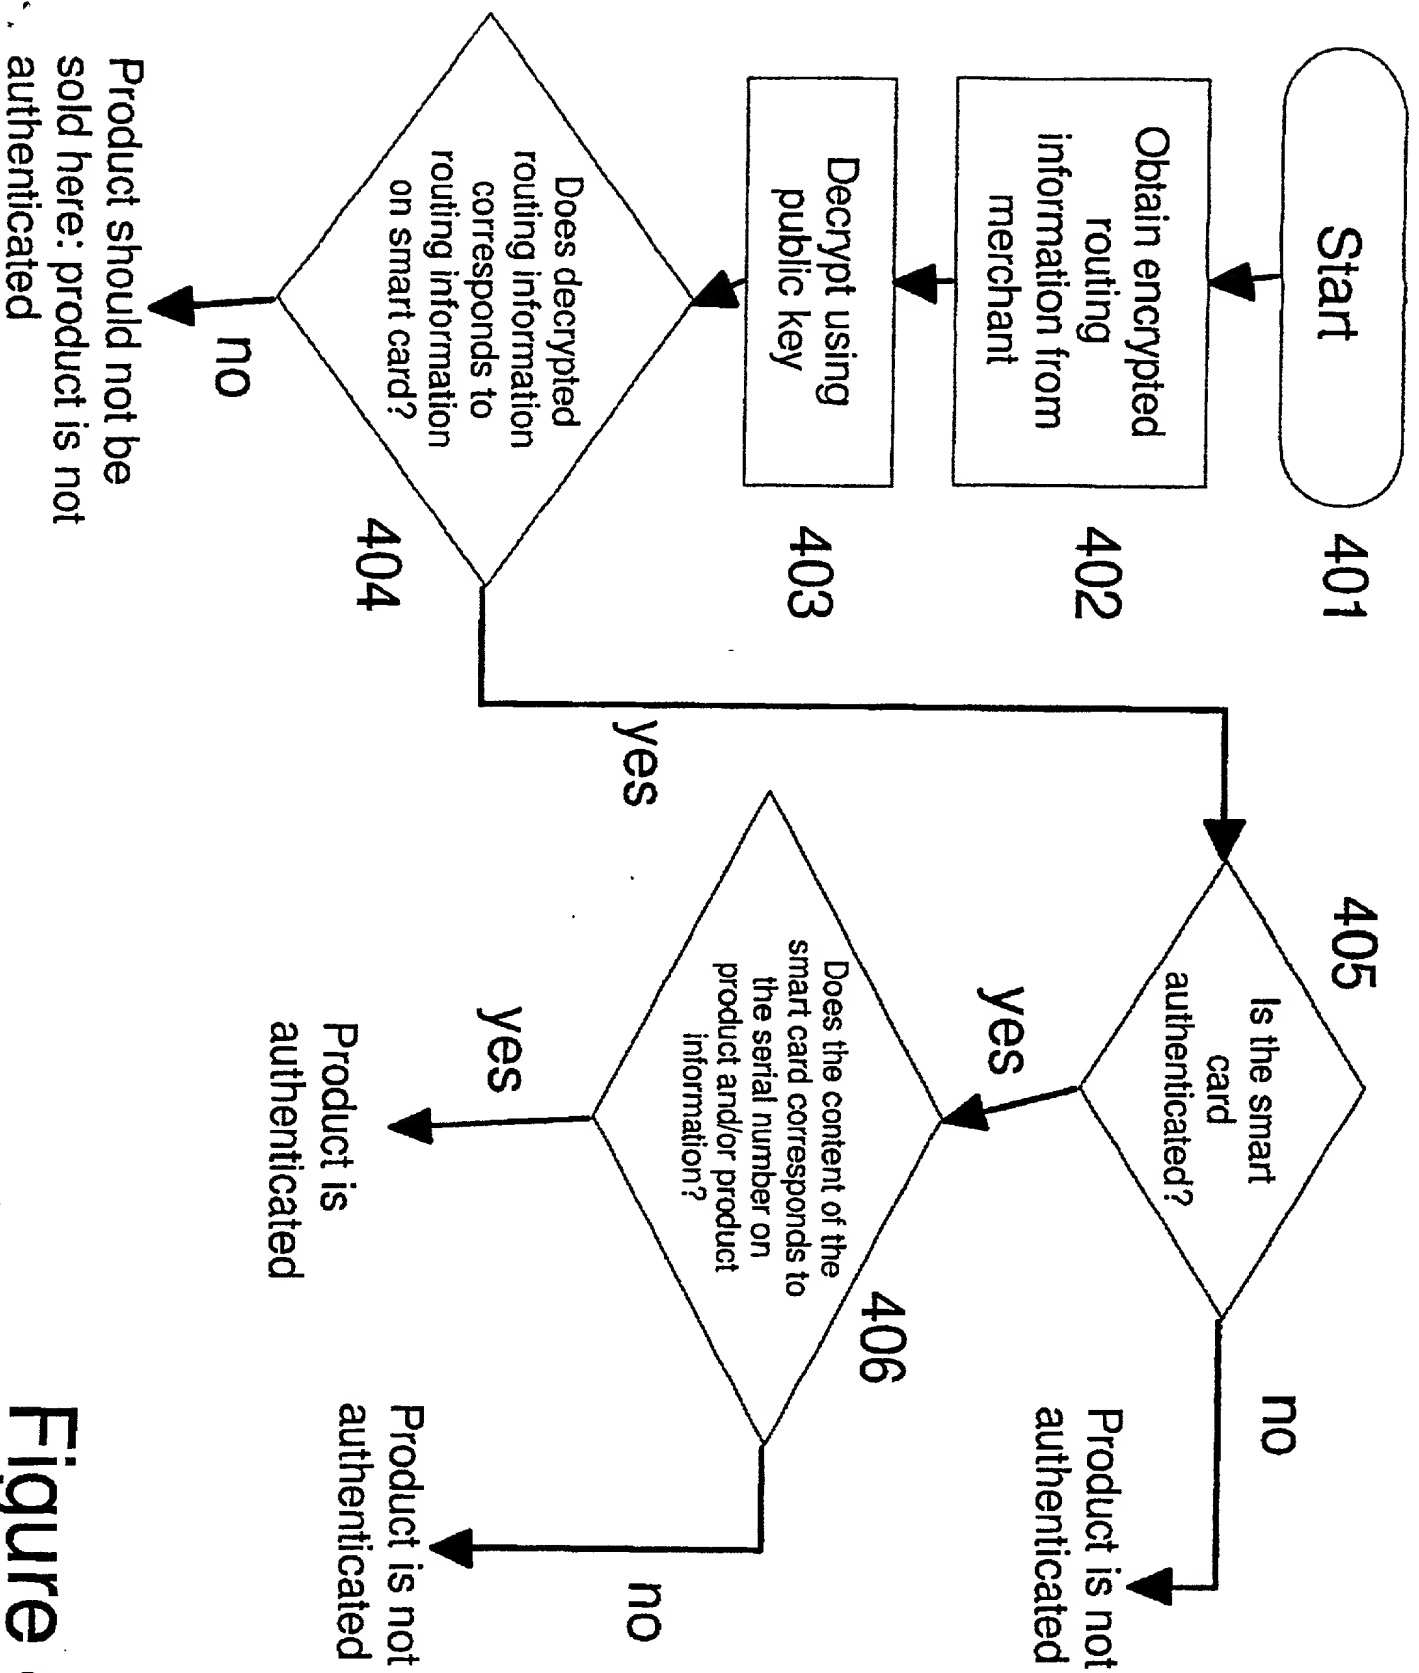 Start
401
Obtain encrypted
routing
information from
merchant
402
Decrypt using
public key
403
Does decrypted
routing information
corresponds to
routing information
on smart card?
404
no
Product should not be
sold here: product is not
authenticated
yes
405
Is the smart
card
authenticated?
no
Product is not
authenticated
yes
Does the content of the
smart card corresponds to
the serial number on
product and/or product
information?
406
yes
Product is
authenticated
no
Product is not
authenticated
Figure